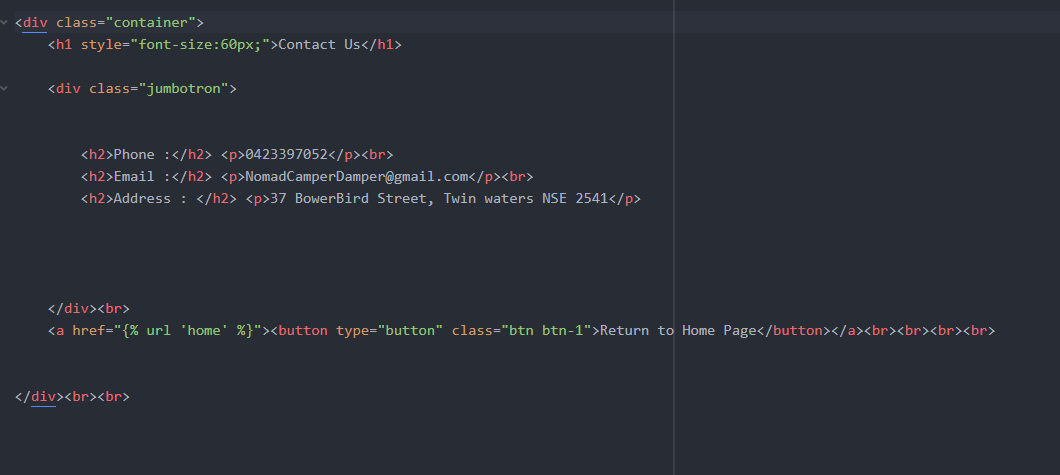 <div class="container">
    <h1 style="font-size:60px;">Contact Us</h1>
    <div class="jumbotron">
        <h2>Phone :</h2> <p>0423397052</p><br>
        <h2>Email :</h2> <p>NomadCamperDamper@gmail.com</p><br>
        <h2>Address : </h2> <p>37 BowerBird Street, Twin waters NSE 2541</p>
    </div><br>
    <a href="{% url 'home' %}"><button type="button" class="btn btn-1">Return to Home Page</button></a><br><br><br><br>
</div><br><br>